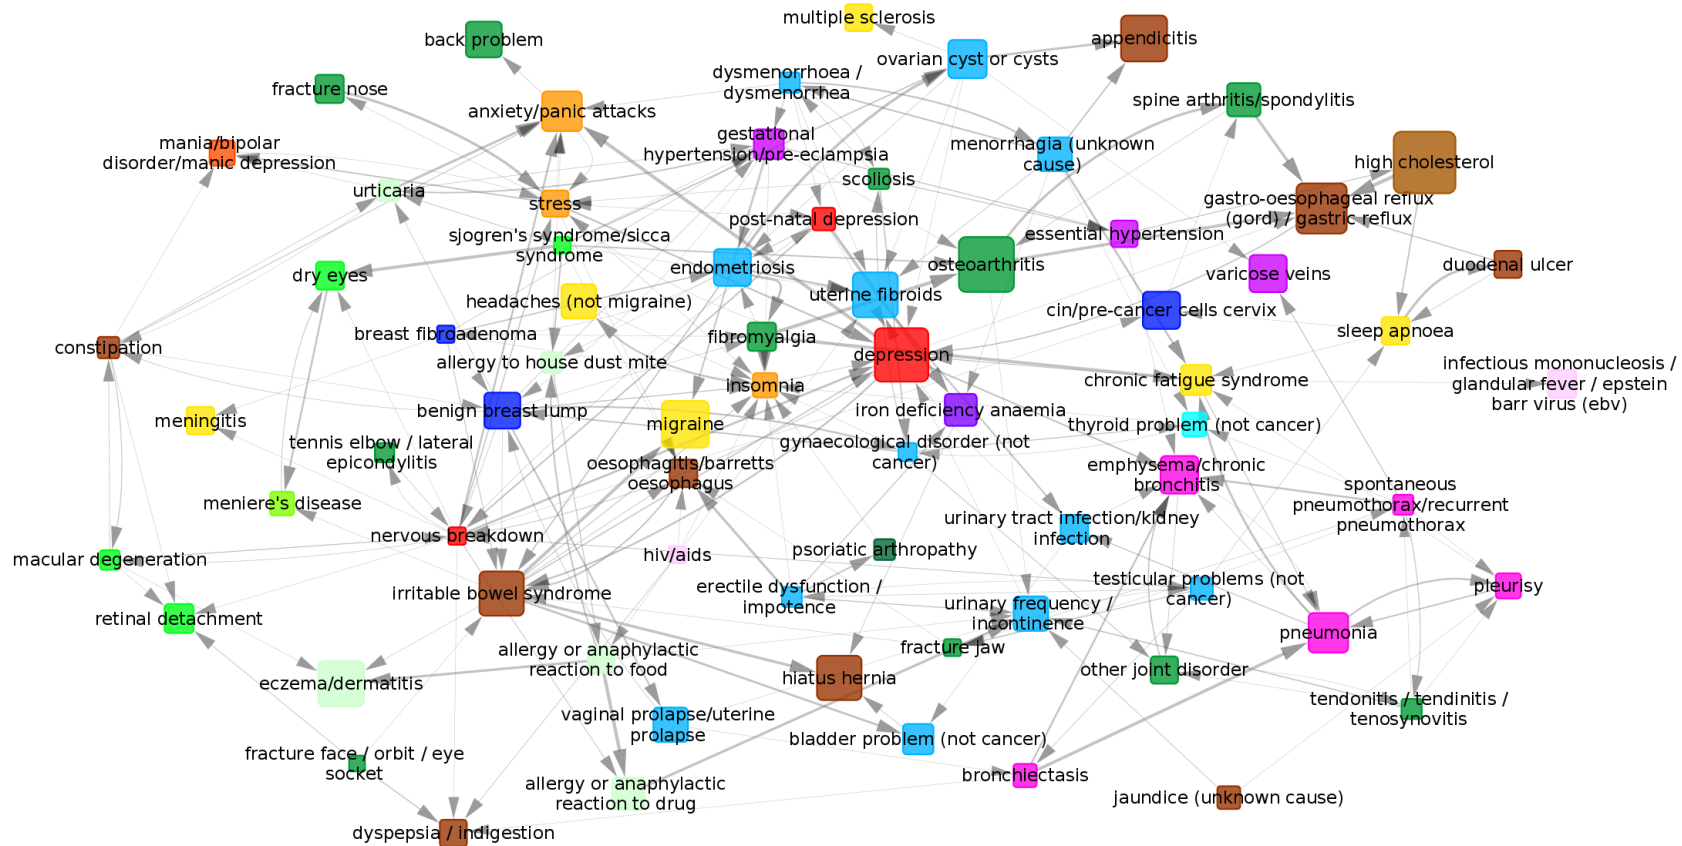 multiple sclerosis
back problem
appendicitis
ovarian cyst or cysts
dysmenorrhoea /
dysmenorrhea
fracture nose
spine arthritis/spondylitis
anxiety/panic attacks
mania/bipolar
disorder/manic depression
gestational
hypertension/pre-eclampsia
menorrhagia (unknown
cause)
high cholesterol
urticaria
scoliosis
stress
gastro-oesophageal reflux
(gord) / gastric reflux
post-natal depression
essential hypertension
sjogren's syndrome/sicca
syndrome
dry eyes
endometriosis
osteoarthritis
varicose veins
duodenal ulcer
headaches (not migraine)
uterine fibroids
cin/pre-cancer cells cervix
breast fibroadenoma
fibromyalgia
sleep apnoea
constipation
allergy to house dust mite
depression
infectious mononucleosis /
glandular fever / epstein
barr virus (ebv)
insomnia
chronic fatigue syndrome
meningitis
benign breast lump
migraine
iron deficiency anaemia
thyroid problem (not cancer)
tennis elbow / lateral
epicondylitis
gynaecological disorder (not
cancer)
oesophagitis/barretts
oesophagus
emphysema/chronic
bronchitis
meniere's disease
spontaneous
pneumothorax/recurrent
pneumothorax
urinary tract infection/kidney
infection
nervous breakdown
macular degeneration
hiv/aids
psoriatic arthropathy
irritable bowel syndrome
erectile dysfunction /
impotence
testicular problems (not
cancer)
pleurisy
retinal detachment
urinary frequency /
incontinence
pneumonia
fracture jaw
allergy or anaphylactic
reaction to food
eczema/dermatitis
hiatus hernia
other joint disorder
tendonitis / tendinitis /
tenosynovitis
vaginal prolapse/uterine
prolapse
bladder problem (not cancer)
fracture face / orbit / eye
socket
bronchiectasis
allergy or anaphylactic
reaction to drug
jaundice (unknown cause)
dyspepsia / indigestion